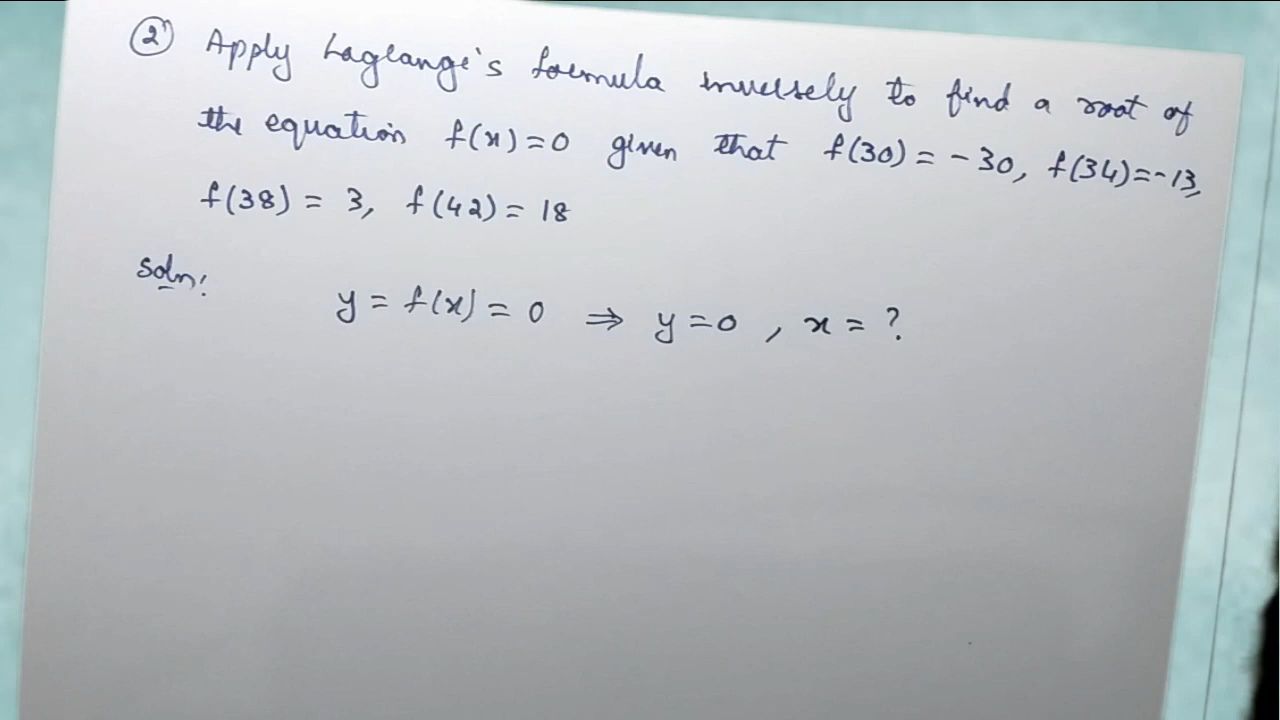 ② Apply Laglange's formula inversely to find a root of
the equation f(x)=0 given that f(30) = -30, f(34)=-13,
f(38) = 3, f(42) = 18
Soln:
y = f(x) = 0 ⇒ y=0 , x = ?